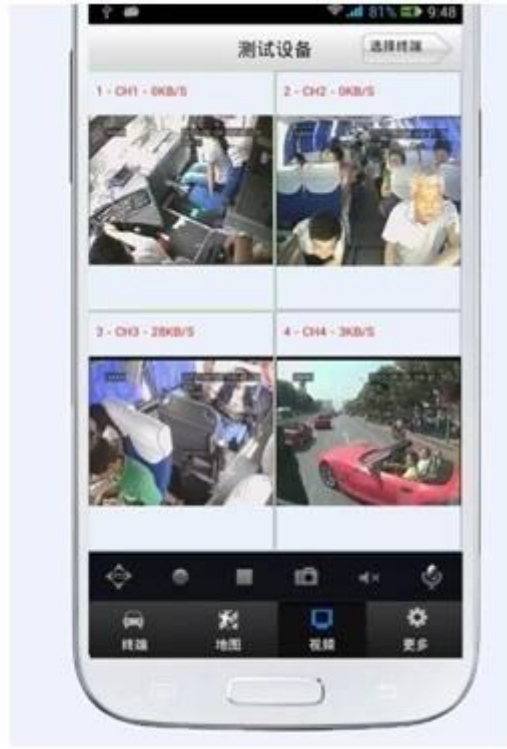 81% 9:48
测试设备
选择终端
1 - CH1 - 0KB/S
2 - CH2 - 0KB/S
3 - CH3 - 28KB/S
4 - CH4 - 3KB/S
终端
地图
视频
更多